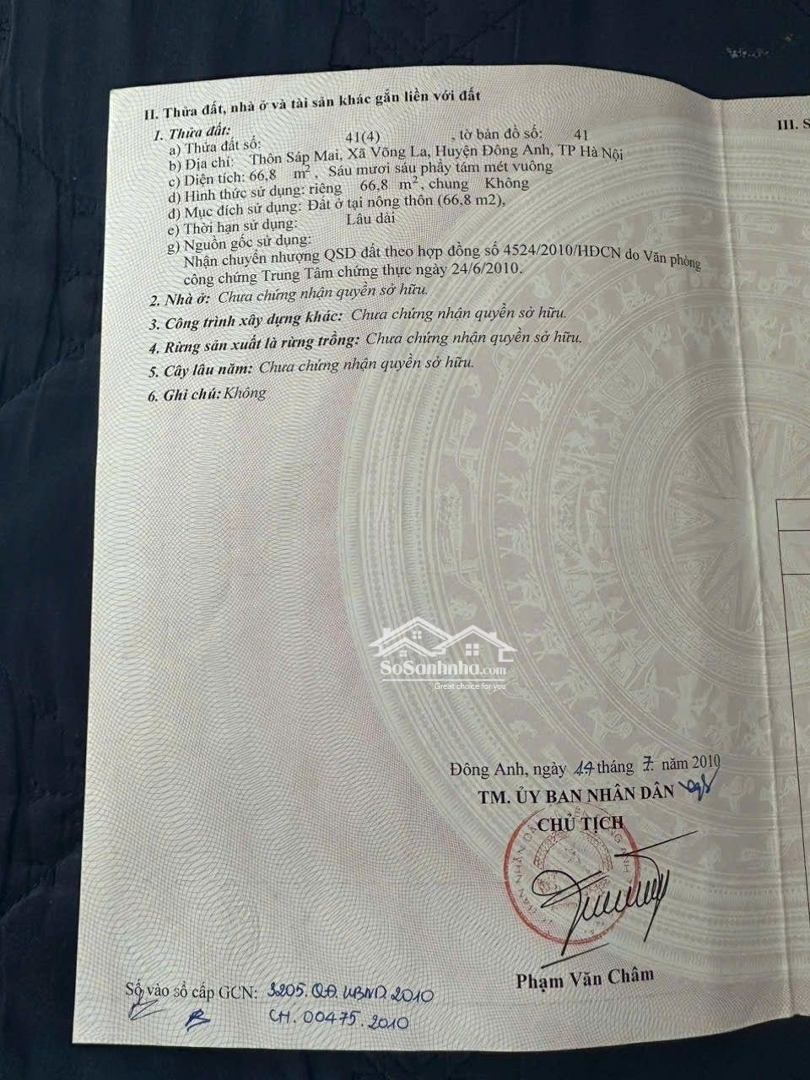 II. Thửa đất, nhà ở và tài sản khác gắn liền với đất
III. S
1. Thửa đất:
a) Thửa đất số: 41(4) , tờ bản đồ số: 41
b) Địa chỉ: Thôn Sáp Mai, Xã Võng La, Huyện Đông Anh, TP Hà Nội
c) Diện tích: 66,8 m², Sáu mươi sáu phẩy tám mét vuông
d) Hình thức sử dụng: riêng 66,8 m², chung Không
đ) Mục đích sử dụng: Đất ở tại nông thôn (66,8 m2),
e) Thời hạn sử dụng: Lâu dài
g) Nguồn gốc sử dụng:
Nhận chuyển nhượng QSD đất theo hợp đồng số 4524/2010/HĐCN do Văn phòng
công chứng Trung Tâm chứng thực ngày 24/6/2010.
2. Nhà ở: Chưa chứng nhận quyền sở hữu.
3. Công trình xây dựng khác: Chưa chứng nhận quyền sở hữu.
4. Rừng sản xuất là rừng trồng: Chưa chứng nhận quyền sở hữu.
5. Cây lâu năm: Chưa chứng nhận quyền sở hữu.
6. Ghi chú: Không
SoSanhnha.com
Great choice for you
Đông Anh, ngày 19 tháng 7 năm 2010
TM. ỦY BAN NHÂN DÂN
CHỦ TỊCH
Phạm Văn Châm
Số vào sổ cấp GCN: 3205.QĐ.UBND.2010
CH.00475.2010